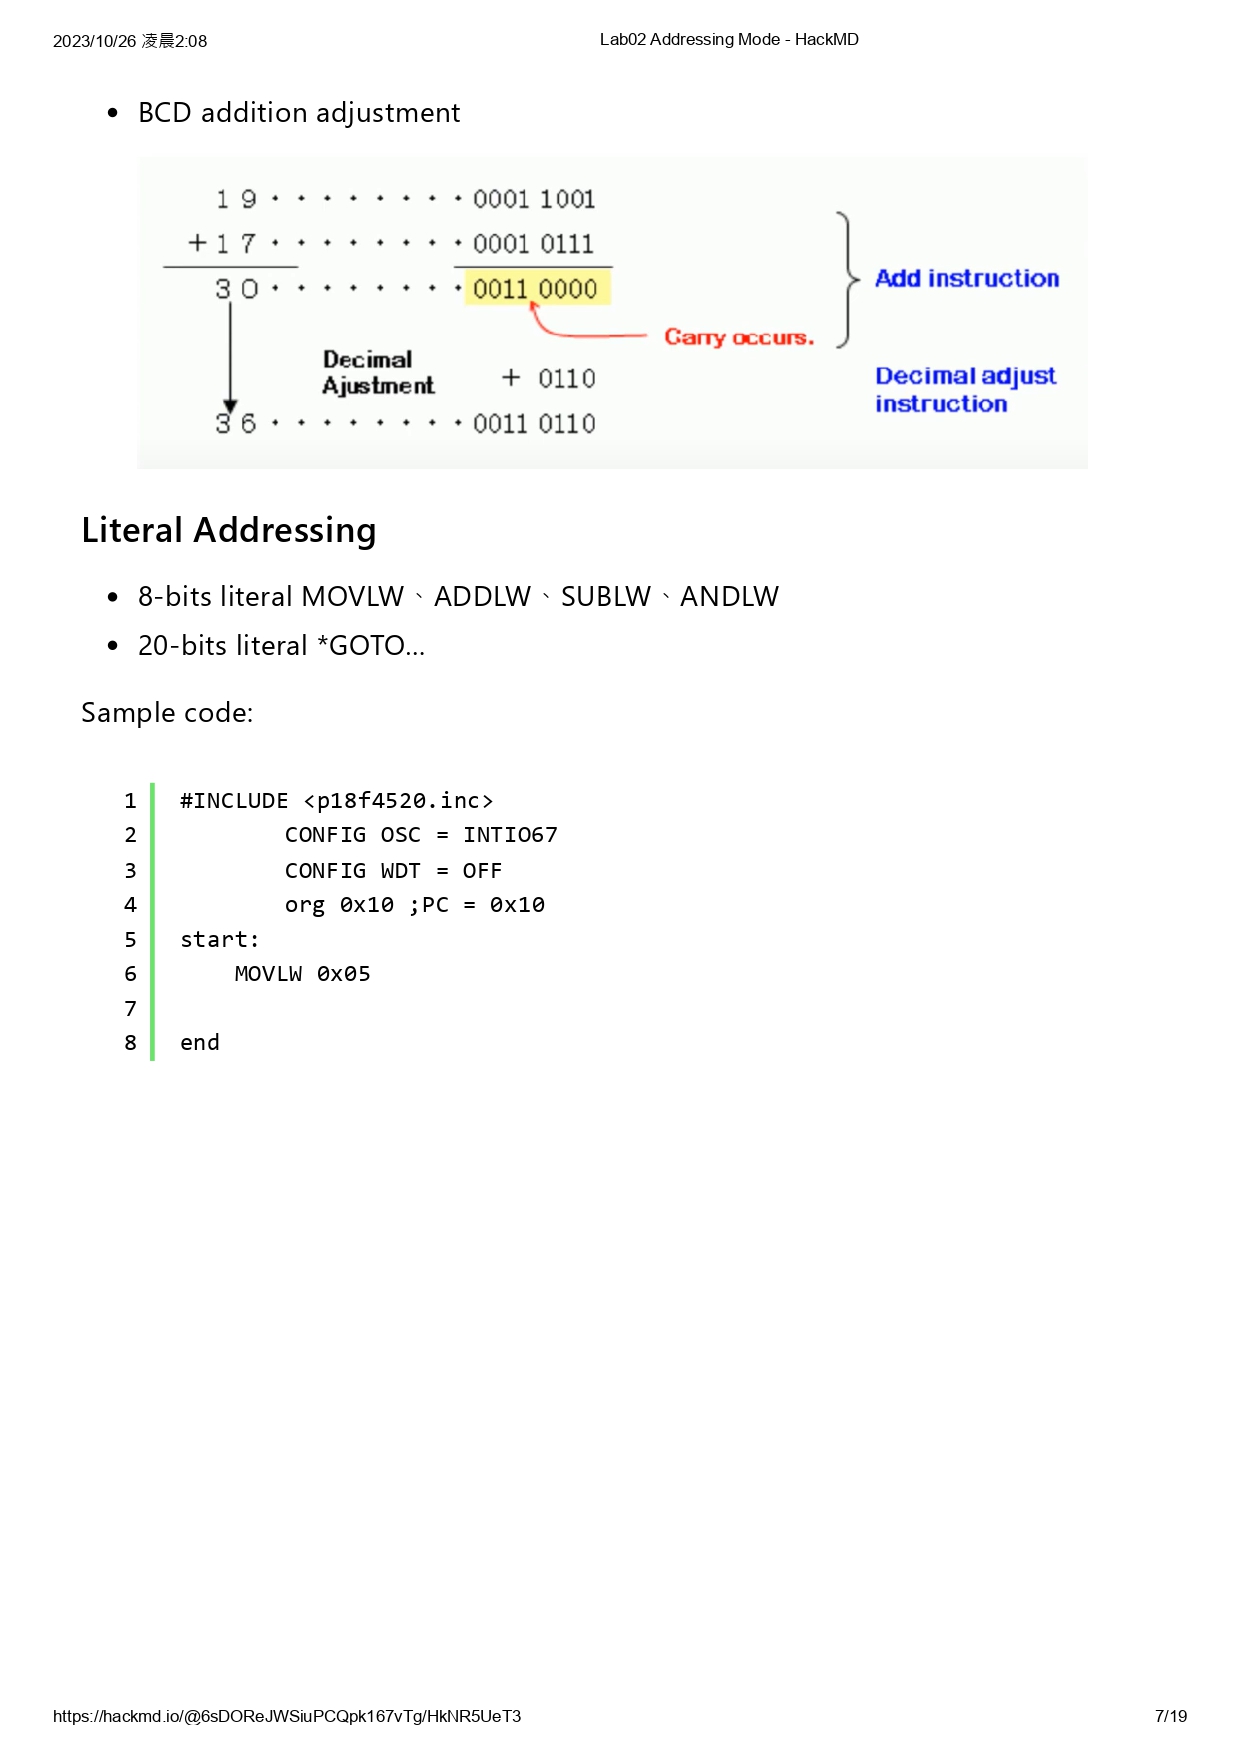 2023/10/26 凌晨2:08 Lab02 Addressing Mode - HackMD
• BCD addition adjustment
1 9 · · · · · · · · 0001 1001
+ 1 7 · · · · · · · · 0001 0111
3 0 · · · · · · · · 0011 0000
Add instruction
Carry occurs.
Decimal
Ajustment
+ 0110
Decimal adjust
instruction
3 6 · · · · · · · · 0011 0110
Literal Addressing
• 8-bits literal MOVLW、ADDLW、SUBLW、ANDLW
• 20-bits literal *GOTO…
Sample code:
1 #INCLUDE <p18f4520.inc>
2 CONFIG OSC = INTIO67
3 CONFIG WDT = OFF
4 org 0x10 ;PC = 0x10
5 start:
6 MOVLW 0x05
7
8 end
https://hackmd.io/@6sDOReJWSiuPCQpk167vTg/HkNR5UeT3 7/19